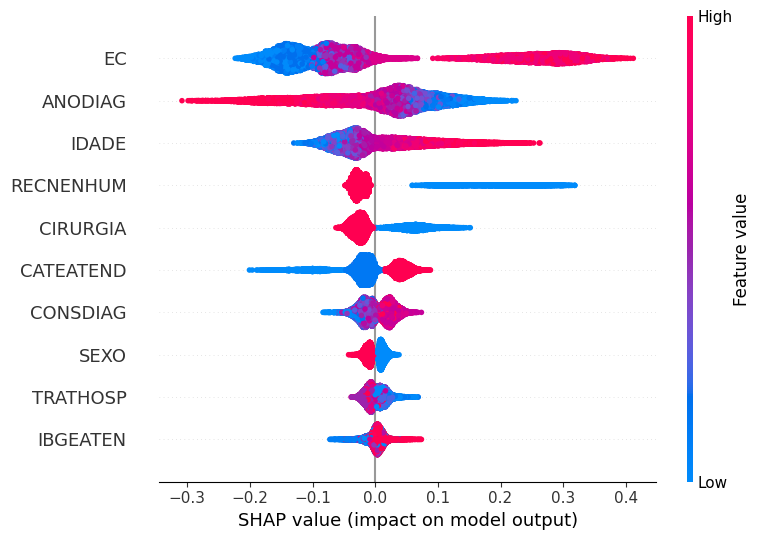 High
EC
ANODIAG
IDADE
RECNENHUM
CIRURGIA
CATEATEND
CONSDIAG
SEXO
TRATHOSP
IBGEATEN
Feature value
Low
−0.3 −0.2 −0.1 0.0 0.1 0.2 0.3 0.4
SHAP value (impact on model output)